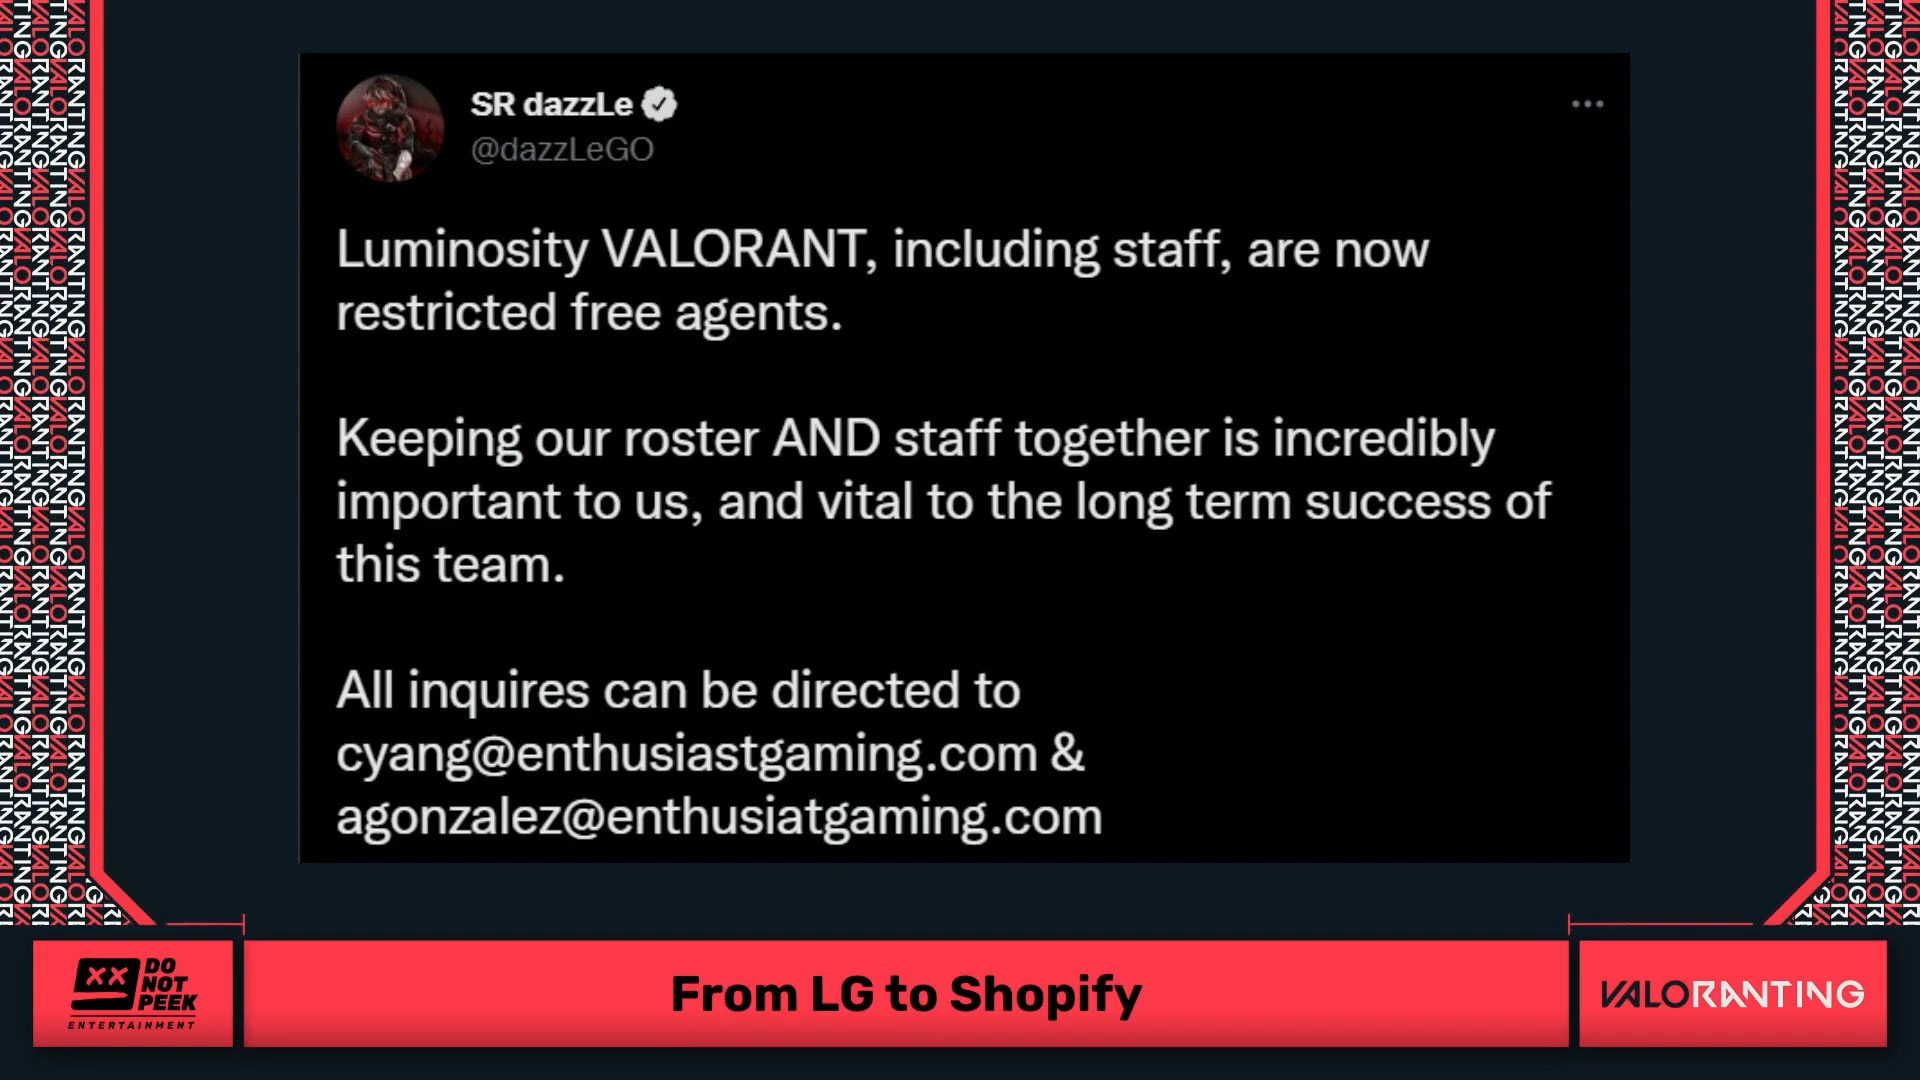 SR dazzLe
@dazzLeGO
Luminosity VALORANT, including staff, are now
restricted free agents.
Keeping our roster AND staff together is incredibly
important to us, and vital to the long term success of
this team.
All inquires can be directed to
cyang@enthusiastgaming.com &
agonzalez@enthusiatgaming.com
DO
NOT
PEEK
ENTERTAINMENT
From LG to Shopify
VALORANTING